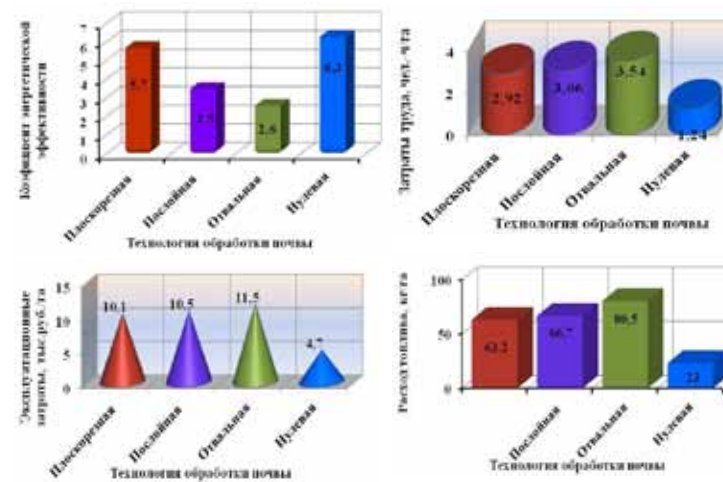 Коэффициент энергетической
эффективности
7
6
5
4
3
2
1
0
5,7
3,5
2,6
6,3
Плоскорезная
Послойная
Отвальная
Нулевая
Технология обработки почвы
Затраты труда, чел. ч/га
4
2
0
2,92
3,06
3,54
1,24
Плоскорезная
Послойная
Отвальная
Нулевая
Технология обработки почвы
Эксплуатационные
затраты, тыс.руб./га
15
10
5
0
10,1
10,5
11,5
4,7
Плоскорезная
Послойная
Отвальная
Нулевая
Технология обработки почвы
Расход топлива, кг/га
100
50
0
63,2
66,7
80,5
23
Послойная
Отвальная
Нулевая
Технология обработки почвы